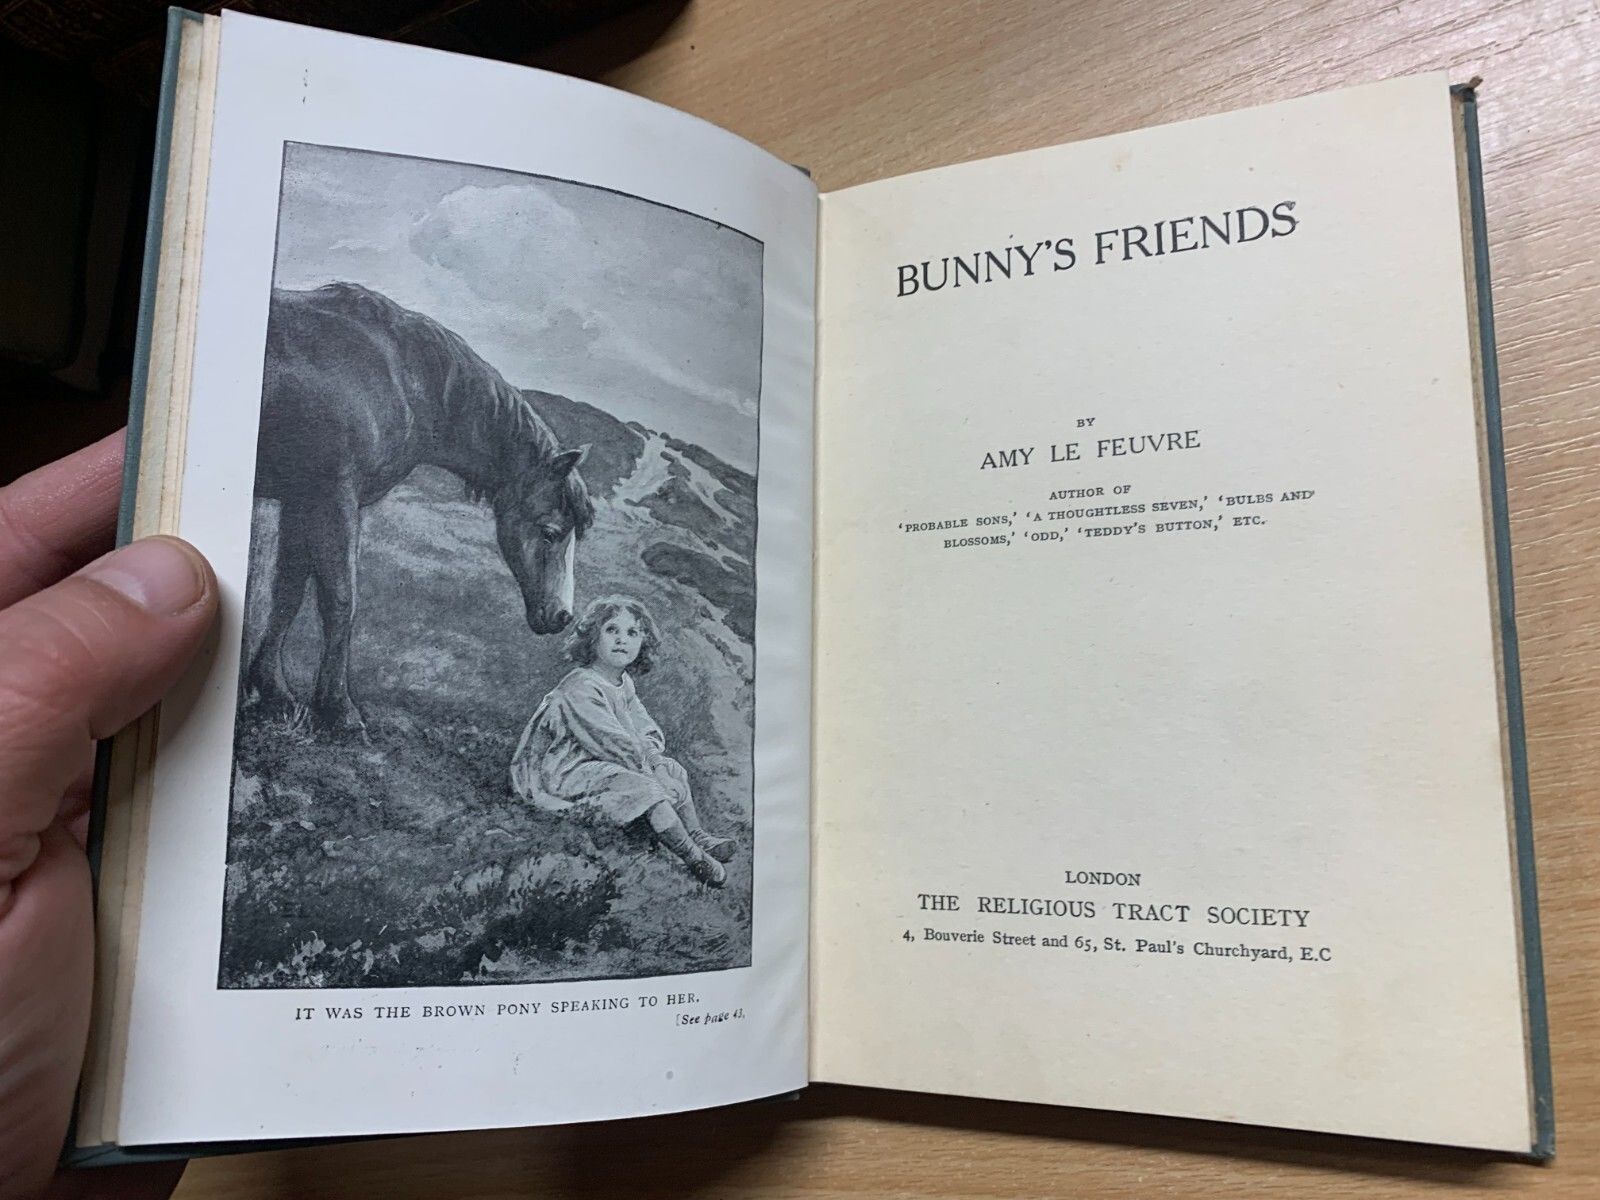 IT WAS THE BROWN PONY SPEAKING TO HER.
[See page 43.
BUNNY'S FRIENDS
BY
AMY LE FEUVRE
AUTHOR OF
'PROBABLE SONS,' 'A THOUGHTLESS SEVEN,' 'BULBS AND
BLOSSOMS,' 'ODD,' 'TEDDY'S BUTTON,' ETC.
LONDON
THE RELIGIOUS TRACT SOCIETY
4, Bouverie Street and 65, St. Paul's Churchyard, E.C